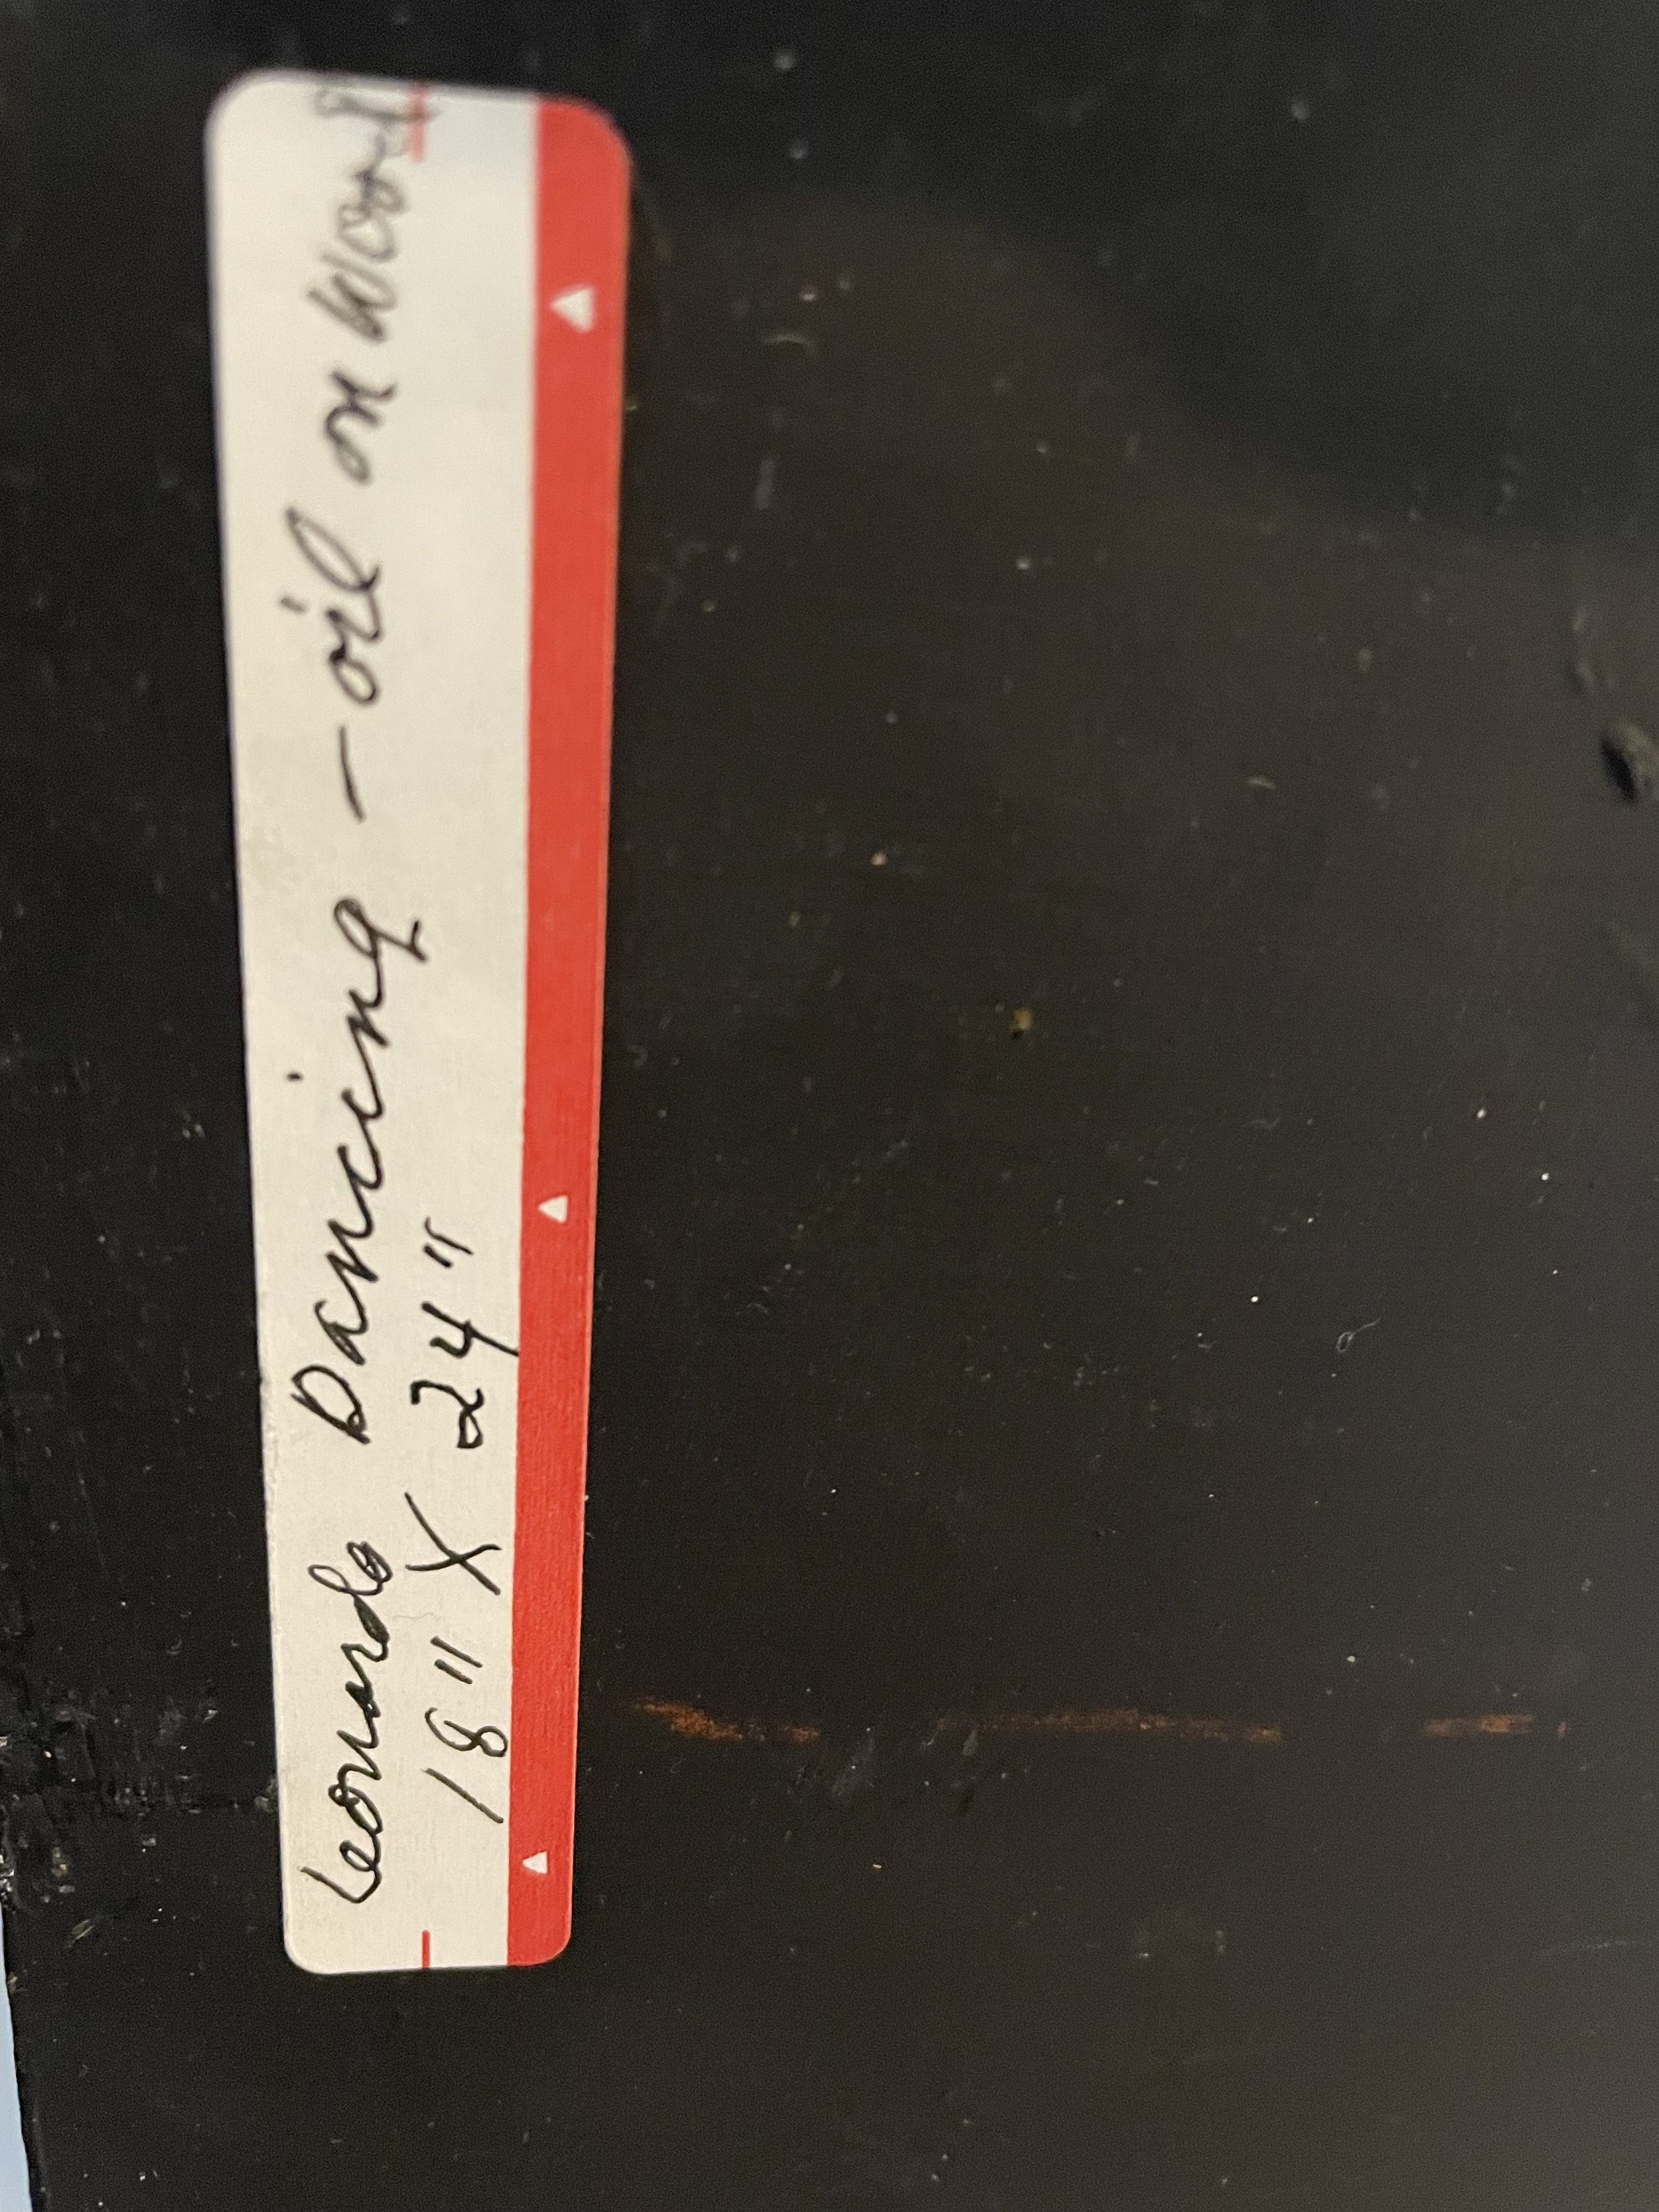 Leonardo Dancing - oil on wood
18" X 24"